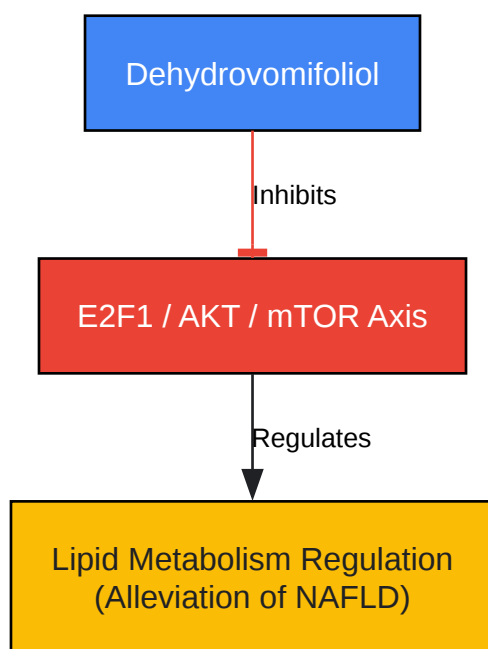 Dehydrovomifoliol
Inhibits
E2F1 / AKT / mTOR Axis
Regulates
Lipid Metabolism Regulation
(Alleviation of NAFLD)